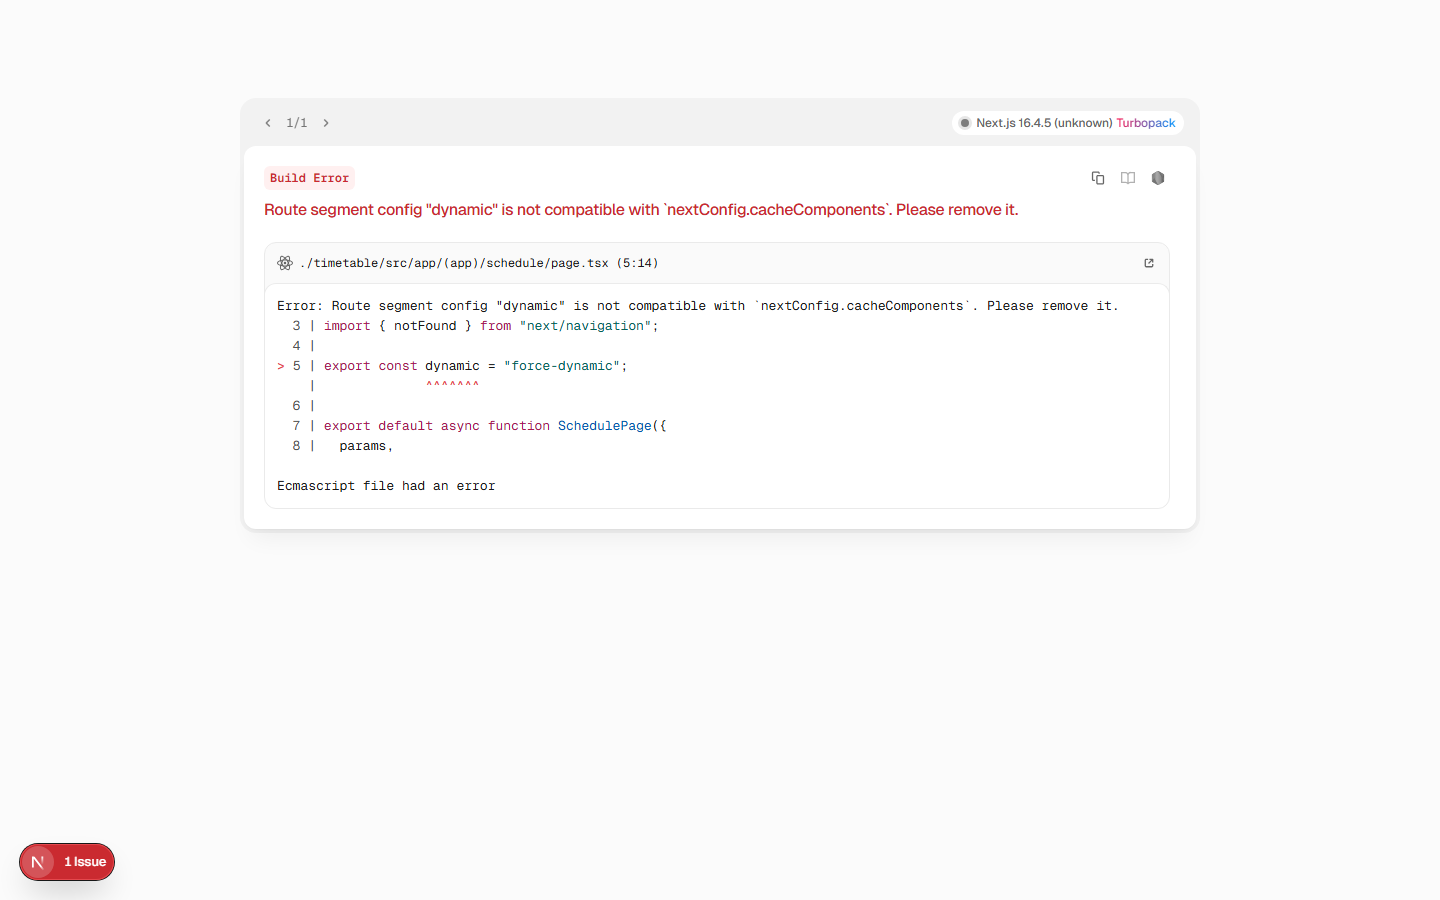 1/1
Next.js 16.4.5 (unknown) Turbopack
Build Error
Route segment config "dynamic" is not compatible with `nextConfig.cacheComponents`. Please remove it.
./timetable/src/app/(app)/schedule/page.tsx (5:14)
Error: Route segment config "dynamic" is not compatible with `nextConfig.cacheComponents`. Please remove it.
  3 | import { notFound } from "next/navigation";
  4 |
> 5 | export const dynamic = "force-dynamic";
    |              ^^^^^^^
  6 |
  7 | export default async function SchedulePage({
  8 |   params,
Ecmascript file had an error
N 1 Issue